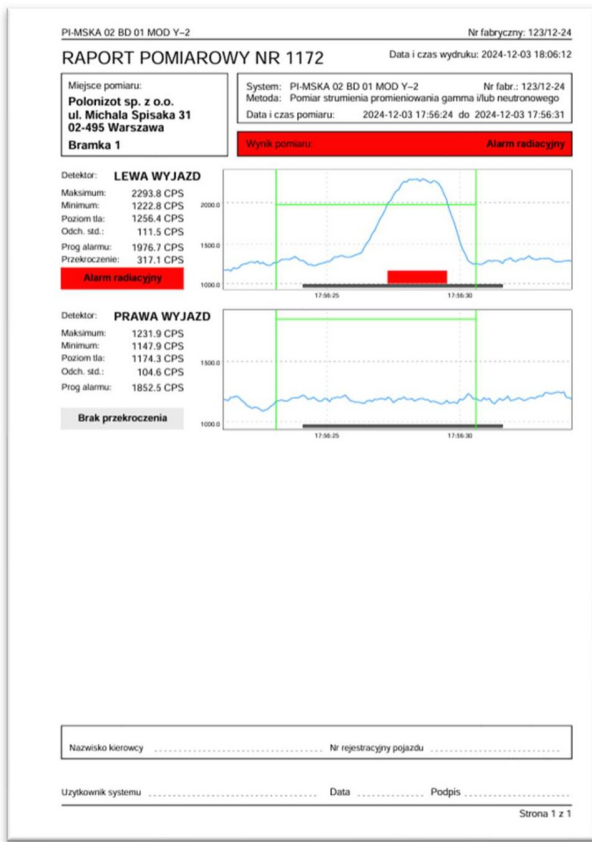 PI-MSKA 02 BD 01 MOD Y–2 Nr fabryczny: 123/12-24
RAPORT POMIAROWY NR 1172 Data i czas wydruku: 2024-12-03 18:06:12
Miejsce pomiaru:
Polonizot sp. z o.o.
ul. Michala Spisaka 31
02-495 Warszawa
Bramka 1
System: PI-MSKA 02 BD 01 MOD Y–2 Nr fabr.: 123/12-24
Metoda: Pomiar strumienia promieniowania gamma i/lub neutronowego
Data i czas pomiaru: 2024-12-03 17:56:24 do 2024-12-03 17:56:31
Wynik pomiaru: Alarm radiacyjny
Detektor: LEWA WYJAZD
Maksimum: 2293.8 CPS
Minimum: 1222.8 CPS
Poziom tla: 1256.4 CPS
Odch. std.: 111.5 CPS
Prog alarmu: 1976.7 CPS
Przekroczenie: 317.1 CPS
Alarm radiacyjny
2000.0
1500.0
1000.0
17:56:25 17:56:30
Detektor: PRAWA WYJAZD
Maksimum: 1231.9 CPS
Minimum: 1147.9 CPS
Poziom tla: 1174.3 CPS
Odch. std.: 104.6 CPS
Prog alarmu: 1852.5 CPS
Brak przekroczenia
1500.0
1000.0
17:56:25 17:56:30
Nazwisko kierowcy Nr rejestracyjny pojazdu
Uzytkownik systemu Data Podpis
Strona 1 z 1